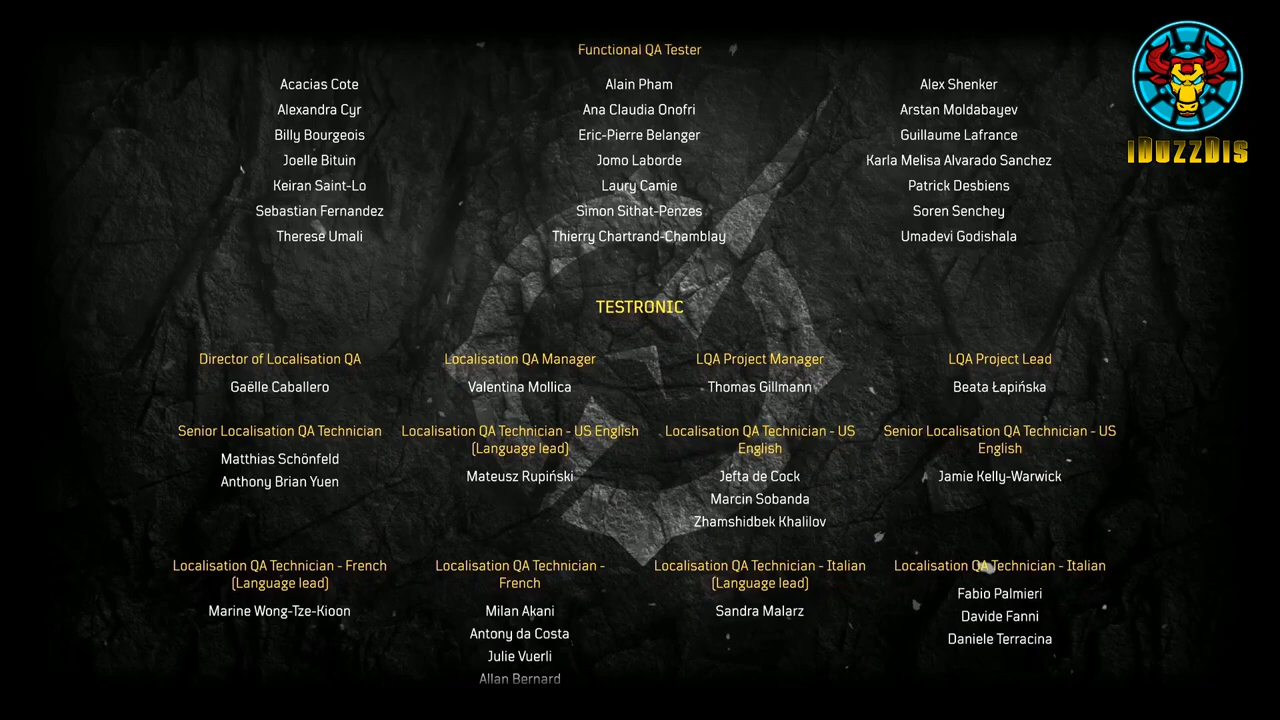 Functional QA Tester
Acacias Cote
Alain Pham
Alex Shenker
Alexandra Cyr
Ana Claudia Onofri
Arstan Moldabayev
Billy Bourgeois
Eric-Pierre Belanger
Guillaume Lafrance
Joelle Bituin
Jomo Laborde
Karla Melisa Alvarado Sanchez
Keiran Saint-Lo
Laury Camie
Patrick Desbiens
Sebastian Fernandez
Simon Sithat-Penzes
Soren Senchey
Therese Umali
Thierry Chartrand-Chamblay
Umadevi Godishala
iDuzzDis
TESTRONIC
Director of Localisation QA
Gaëlle Caballero
Localisation QA Manager
Valentina Mollica
LQA Project Manager
Thomas Gillmann
LQA Project Lead
Beata Łapińska
Senior Localisation QA Technician
Matthias Schönfeld
Anthony Brian Yuen
Localisation QA Technician - US English
(Language lead)
Mateusz Rupiński
Localisation QA Technician - US
English
Jefta de Cock
Marcin Sobanda
Zhamshidbek Khalilov
Senior Localisation QA Technician - US
English
Jamie Kelly-Warwick
Localisation QA Technician - French
(Language lead)
Marine Wong-Tze-Kioon
Localisation QA Technician -
French
Milan Akani
Antony da Costa
Julie Vuerli
Allan Bernard
Localisation QA Technician - Italian
(Language lead)
Sandra Malarz
Localisation QA Technician - Italian
Fabio Palmieri
Davide Fanni
Daniele Terracina